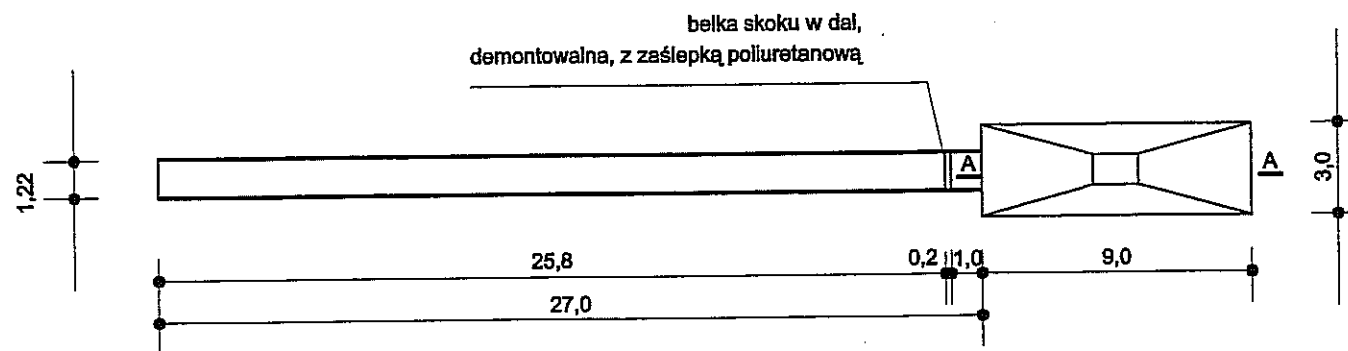 belka skoku w dal,
demontowalna, z zaślepką poliuretanową
A
A
1,22
3,0
25,8
0,2
1,0
9,0
27,0